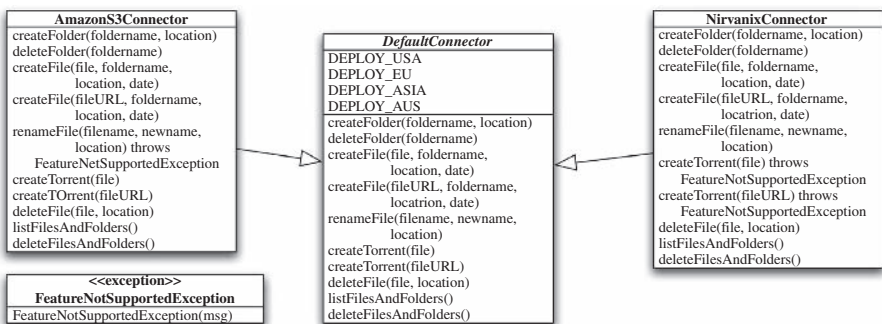 AmazonS3Connector
createFolder(foldername, location)
deleteFolder(foldername)
createFile(file, foldername,
location, date)
createFile(fileURL, foldername,
location, date)
renameFile(filename, newname,
location) throws
FeatureNetSupportedException
createTorrent(file)
createTOrrent(fileURL)
deleteFile(file, location)
listFilesAndFolders()
deleteFilesAndFolders()
<<exception>>
FeatureNotSupportedException
FeatureNotSupportedException(msg)
DefaultConnector
DEPLOY_USA
DEPLOY_EU
DEPLOY_ASIA
DEPLOY_AUS
createFolder(foldername, location)
deleteFolder(foldername)
createFile(file, foldername,
location, date)
createFile(fileURL, foldername,
locatrion, date)
renameFile(filename, newname,
location)
createTorrent(file)
createTorrent(fileURL)
deleteFile(file, location)
listFilesAndFolders()
deleteFilesAndFolders()
NirvanixConnector
createFolder(foldername, location)
deleteFolder(foldername)
createFile(file, foldername,
location, date)
createFile(fileURL, foldername,
locatrion, date)
renameFile(filename, newname,
location)
createTorrent(file) throws
FeatureNotSupportedException
createTorrent(fileURL) throws
FeatureNotSupportedException
deleteFile(file, location)
listFilesAndFolders()
deleteFilesAndFolders()